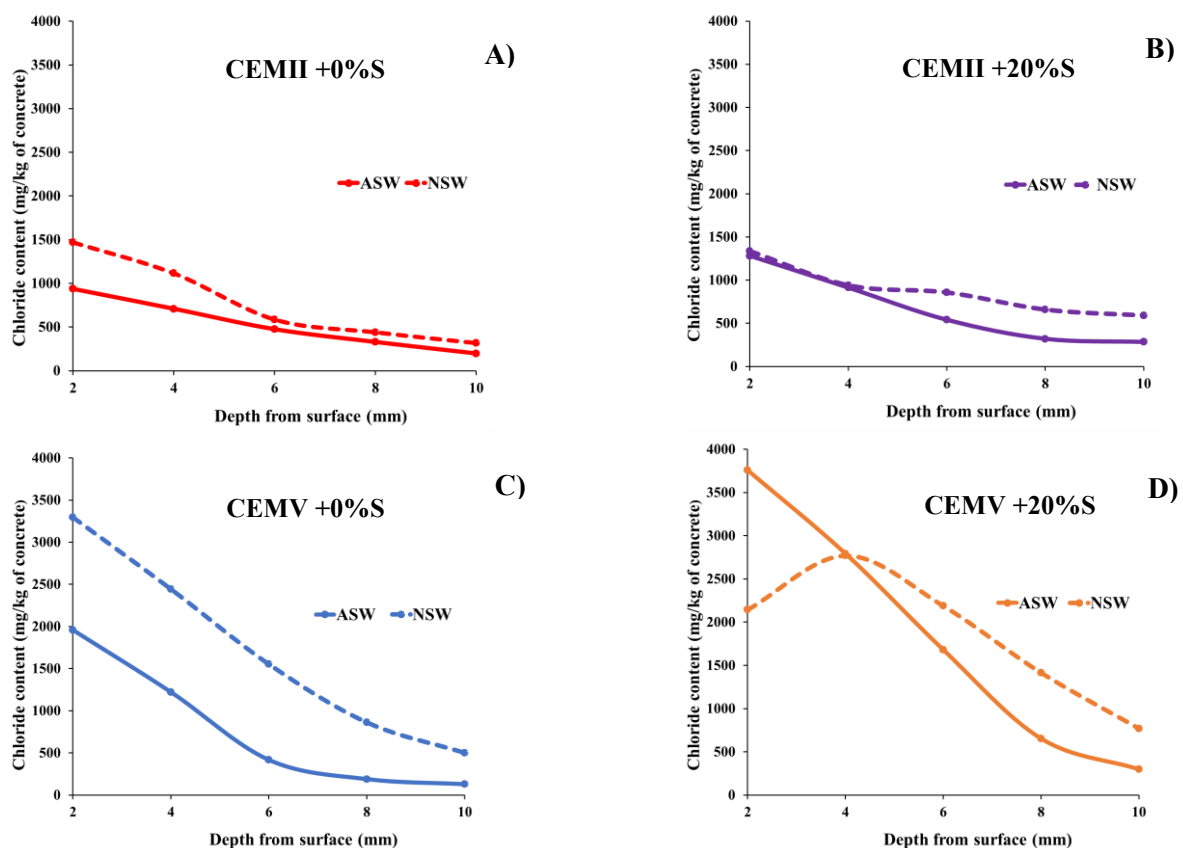 A)
CEMII +0%S
Chloride content (mg/kg of concrete)
4000
3500
3000
2500
2000
1500
1000
500
0
ASW NSW
2 4 6 8 10
Depth from surface (mm)
B)
CEMII +20%S
Chloride content (mg/kg of concrete)
4000
3500
3000
2500
2000
1500
1000
500
0
ASW NSW
2 4 6 8 10
Depth from surface (mm)
C)
CEMV +0%S
Chloride content (mg/kg of concrete)
4000
3500
3000
2500
2000
1500
1000
500
0
ASW NSW
2 4 6 8 10
Depth from surface (mm)
D)
CEMV +20%S
Chloride content (mg/kg of concrete)
4000
3500
3000
2500
2000
1500
1000
500
0
ASW NSW
2 4 6 8 10
Depth from surface (mm)